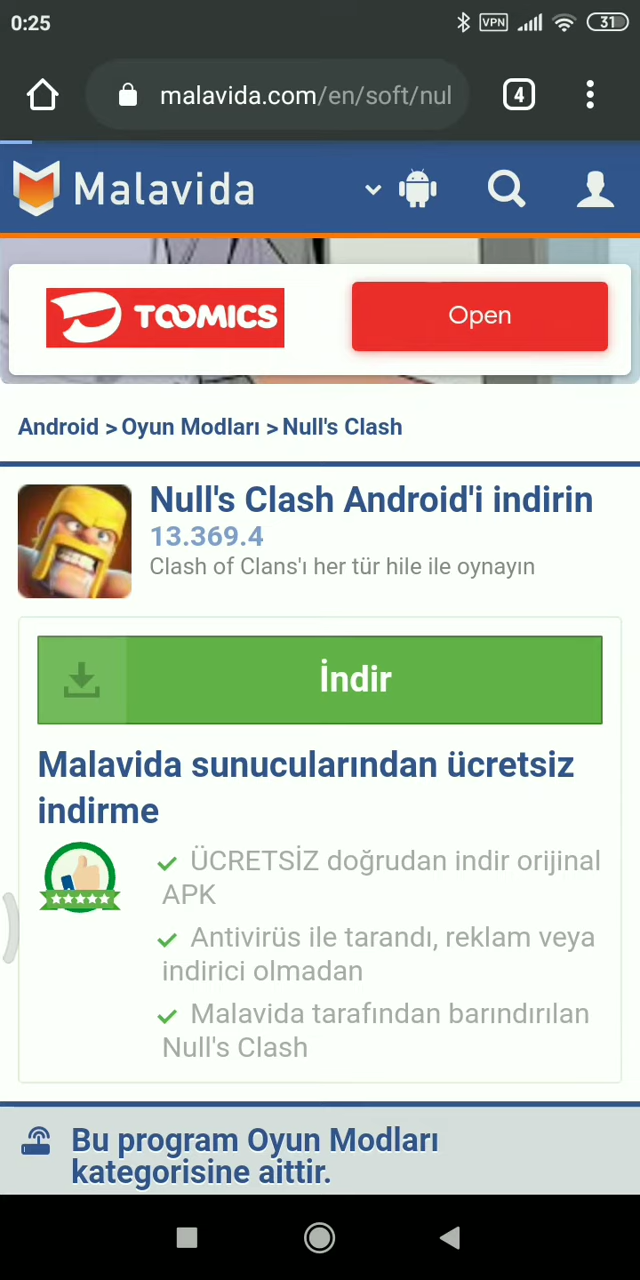 0:25
VPN
31
malavida.com/en/soft/nul
4
Malavida
TOOMICS
Open
Android > Oyun Modları > Null's Clash
Null's Clash Android'i indirin
13.369.4
Clash of Clans'ı her tür hile ile oynayın
İndir
Malavida sunucularından ücretsiz
indirme
ÜCRETSİZ doğrudan indir orijinal
APK
Antivirüs ile tarandı, reklam veya
indirici olmadan
Malavida tarafından barındırılan
Null's Clash
Bu program Oyun Modları
kategorisine aittir.